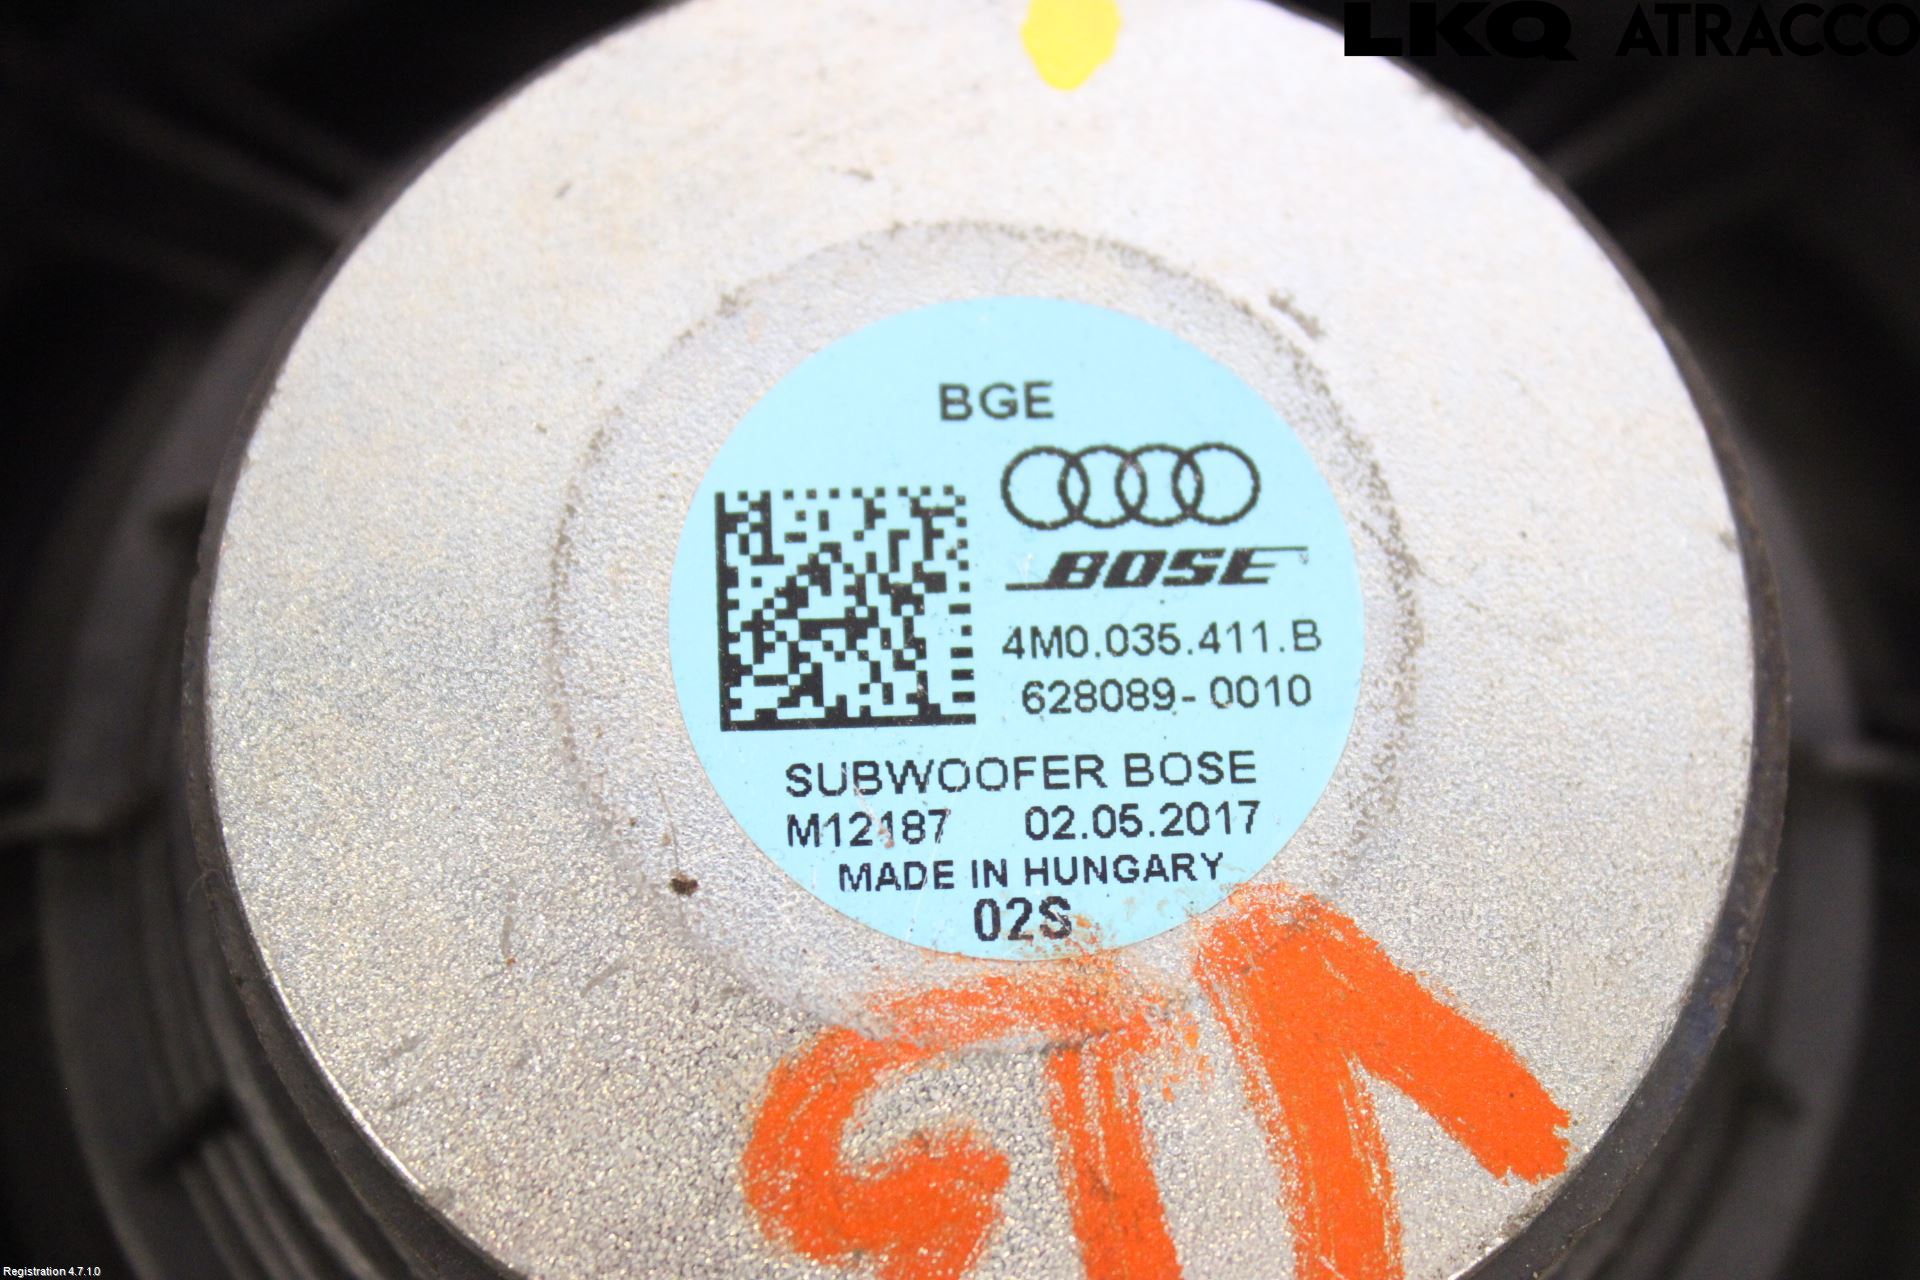 LKQ ATRACCO
BGE
BOSE
4M0.035.411.B
628089-0010
SUBWOOFER BOSE
M12187 02.05.2017
MADE IN HUNGARY
02S
Registration 4.7.1.0